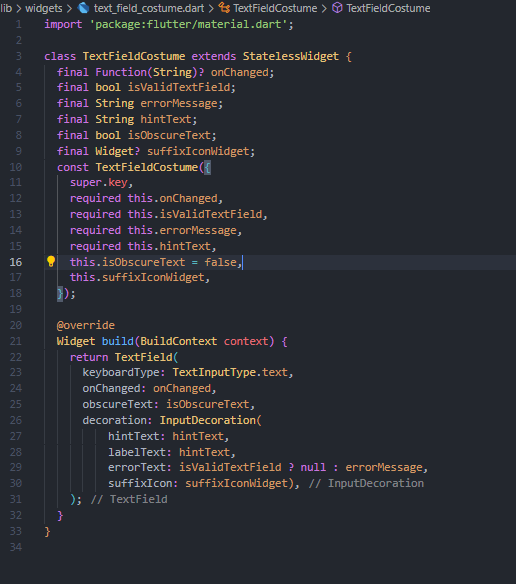 lib > widgets > text_field_costume.dart > TextFieldCostume > TextFieldCostume
1 import 'package:flutter/material.dart';
2
3 class TextFieldCostume extends StatelessWidget {
4 final Function(String)? onChanged;
5 final bool isValidTextField;
6 final String errorMessage;
7 final String hintText;
8 final bool isObscureText;
9 final Widget? suffixIconWidget;
10 const TextFieldCostume({
11 super.key,
12 required this.onChanged,
13 required this.isValidTextField,
14 required this.errorMessage,
15 required this.hintText,
16 this.isObscureText = false,
17 this.suffixIconWidget,
18 });
19
20 @override
21 Widget build(BuildContext context) {
22 return TextField(
23 keyboardType: TextInputType.text,
24 onChanged: onChanged,
25 obscureText: isObscureText,
26 decoration: InputDecoration(
27 hintText: hintText,
28 labelText: hintText,
29 errorText: isValidTextField ? null : errorMessage,
30 suffixIcon: suffixIconWidget), // InputDecoration
31 ); // TextField
32 }
33 }
34